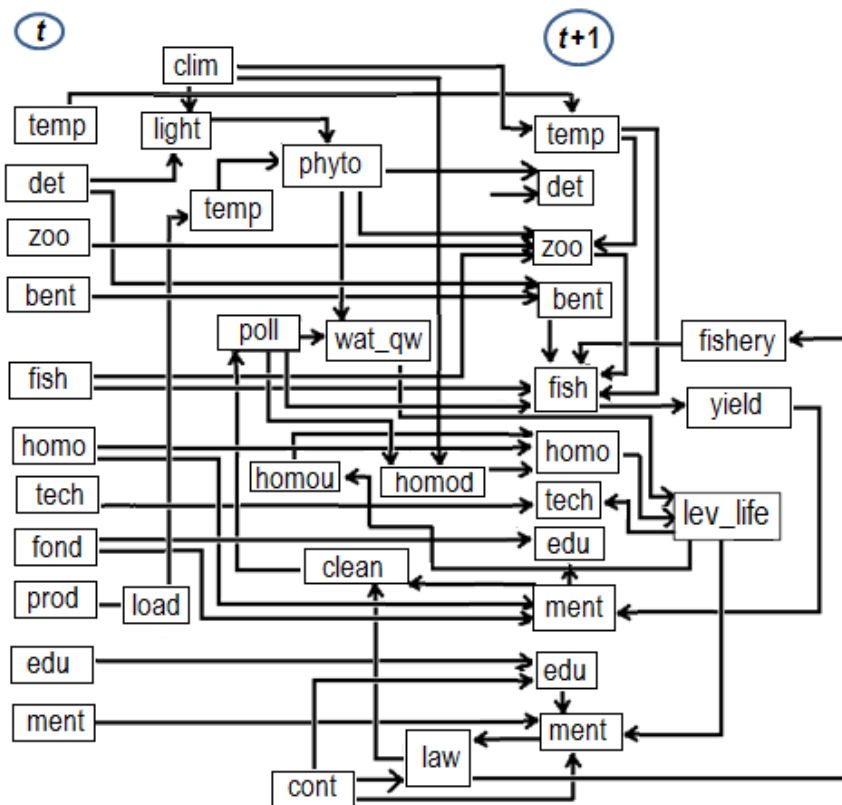 t
t+1
clim
temp
light
temp
phyto
det
det
temp
zoo
zoo
bent
bent
poll
wat_qw
fishery
fish
fish
yield
homo
homo
homou
homod
tech
tech
lev_life
fond
edu
clean
prod
load
ment
edu
edu
ment
ment
law
cont